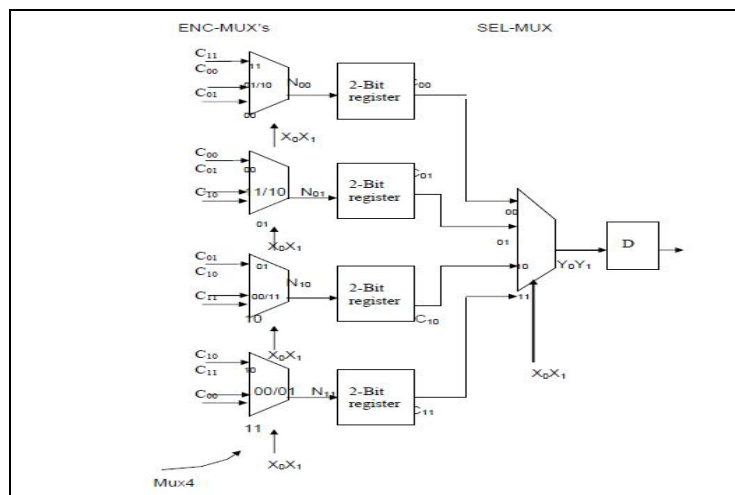 ENC-MUX's SEL-MUX
C11
C00
C01
11
01/10
00
N00
2-Bit
register
C00
X0X1
C00
C01
C10
00
11/10
01
N01
2-Bit
register
C01
X0X1
C01
C10
C11
01
00/11
10
N10
2-Bit
register
C10
X0X1
C10
C11
C00
10
00/01
11
N11
2-Bit
register
C11
X0X1
00
01
10
11
Y0Y1
D
X0X1
Mux4